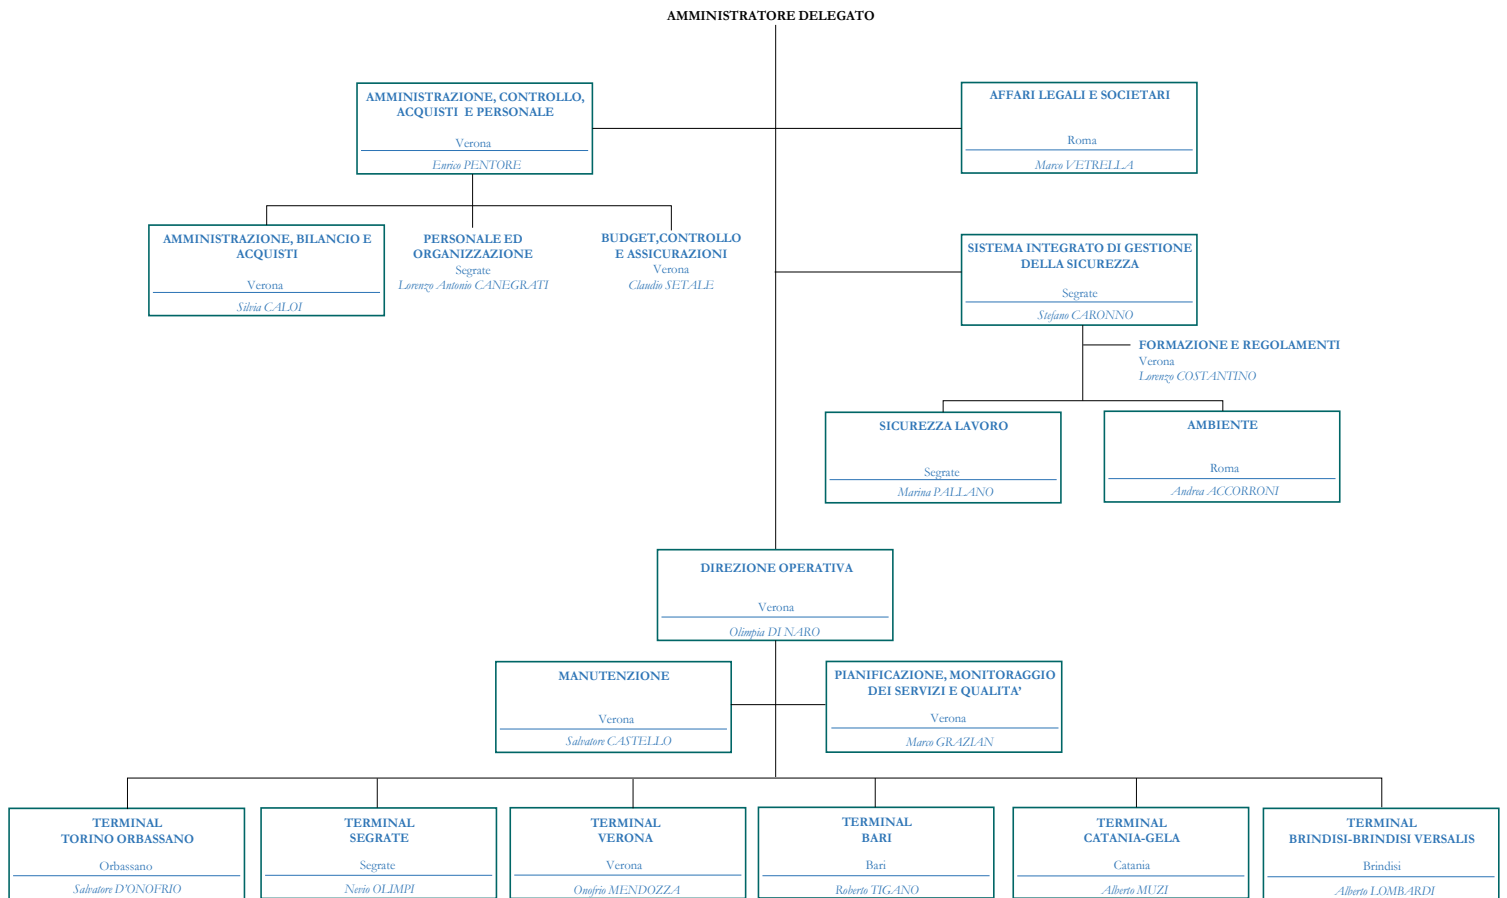 AMMINISTRATORE DELEGATO
AMMINISTRAZIONE, CONTROLLO,
ACQUISTI E PERSONALE
Verona
Enrico PENTORE
AFFARI LEGALI E SOCIETARI
Roma
Marco VETRELLA
AMMINISTRAZIONE, BILANCIO E
ACQUISTI
Verona
Silvia CALOI
PERSONALE ED
ORGANIZZAZIONE
Segrate
Lorenzo Antonio CANEGRATI
BUDGET,CONTROLLO
E ASSICURAZIONI
Verona
Claudio SETALE
SISTEMA INTEGRATO DI GESTIONE
DELLA SICUREZZA
Segrate
Stefano CARONNO
FORMAZIONE E REGOLAMENTI
Verona
Lorenzo COSTANTINO
SICUREZZA LAVORO
Segrate
Marina PALLANO
AMBIENTE
Roma
Andrea ACCORRONI
DIREZIONE OPERATIVA
Verona
Olimpia DI NARO
MANUTENZIONE
Verona
Salvatore CASTELLO
PIANIFICAZIONE, MONITORAGGIO
DEI SERVIZI E QUALITA’
Verona
Marco GRAZIAN
TERMINAL
TORINO ORBASSANO
Orbassano
Salvatore D’ONOFRIO
TERMINAL
SEGRATE
Segrate
Nevio OLIMPI
TERMINAL
VERONA
Verona
Onofrio MENDOZZA
TERMINAL
BARI
Bari
Roberto TIGANO
TERMINAL
CATANIA-GELA
Catania
Alberto MUZI
TERMINAL
BRINDISI-BRINDISI VERSALIS
Brindisi
Alberto LOMBARDI